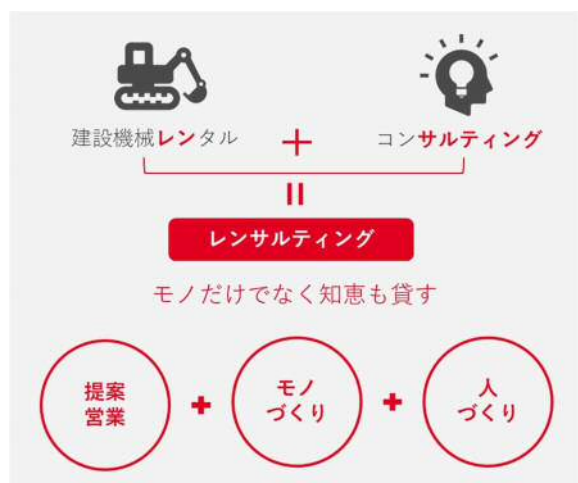 建設機械レンタル + コンサルティング
=
レンサルティング
モノだけでなく知恵も貸す
提案
営業
+
モノ
づくり
+
人
づくり